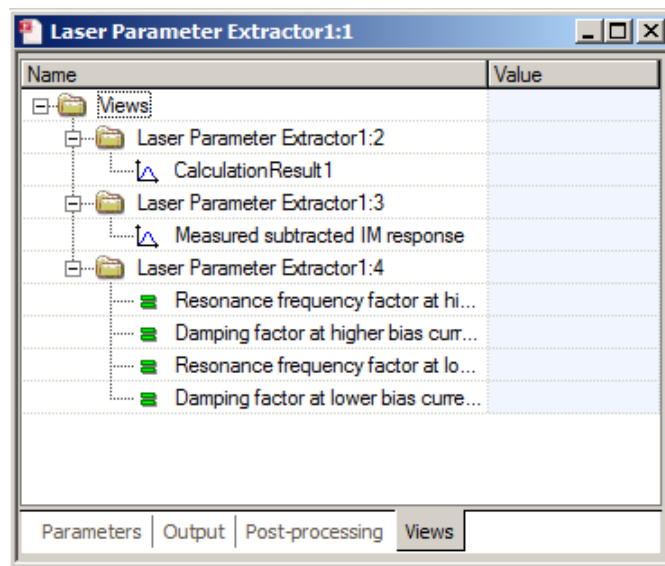 Laser Parameter Extractor1:1
Name Value
Views
Laser Parameter Extractor1:2
CalculationResult1
Laser Parameter Extractor1:3
Measured subtracted IM response
Laser Parameter Extractor1:4
Resonance frequency factor at hi...
Damping factor at higher bias curr...
Resonance frequency factor at lo...
Damping factor at lower bias curre...
Parameters Output Post-processing Views